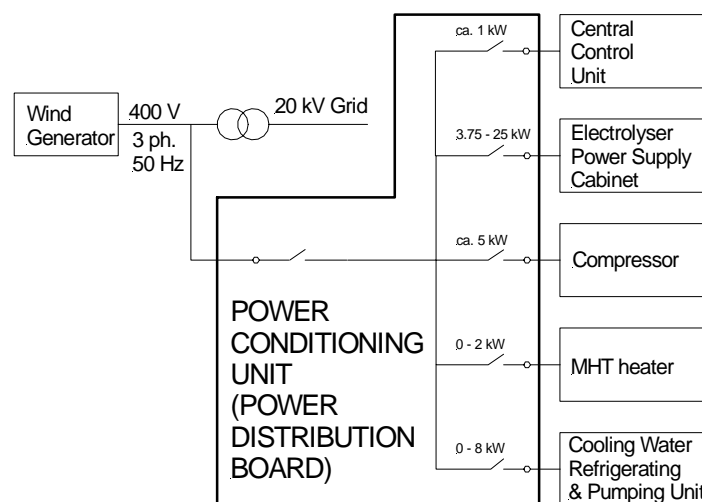 Wind
Generator
400 V
3 ph.
50 Hz
20 kV Grid
POWER
CONDITIONING
UNIT
(POWER
DISTRIBUTION
BOARD)
ca. 1 kW
Central
Control
Unit
3.75 - 25 kW
Electrolyser
Power Supply
Cabinet
ca. 5 kW
Compressor
0 - 2 kW
MHT heater
0 - 8 kW
Cooling Water
Refrigerating
& Pumping Unit